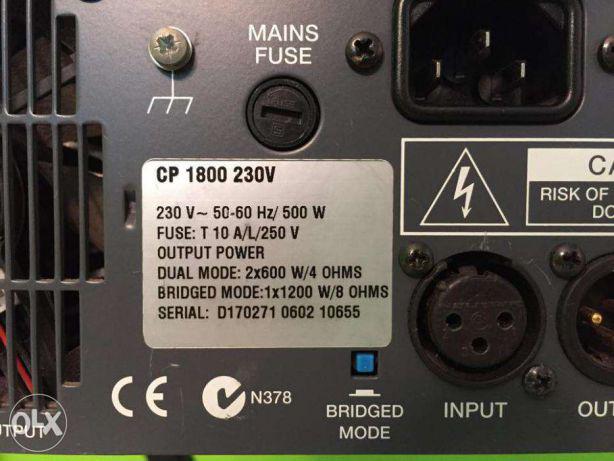 MAINS
FUSE
CP 1800 230V
230 V~ 50-60 Hz/ 500 W
FUSE: T 10 A/L/250 V
OUTPUT POWER
DUAL MODE: 2x600 W/4 OHMS
BRIDGED MODE:1x1200 W/8 OHMS
SERIAL: D170271 0602 10655
CA
RISK OF
DO
CE
N378
BRIDGED
MODE
INPUT
OUT
TPUT
OLX